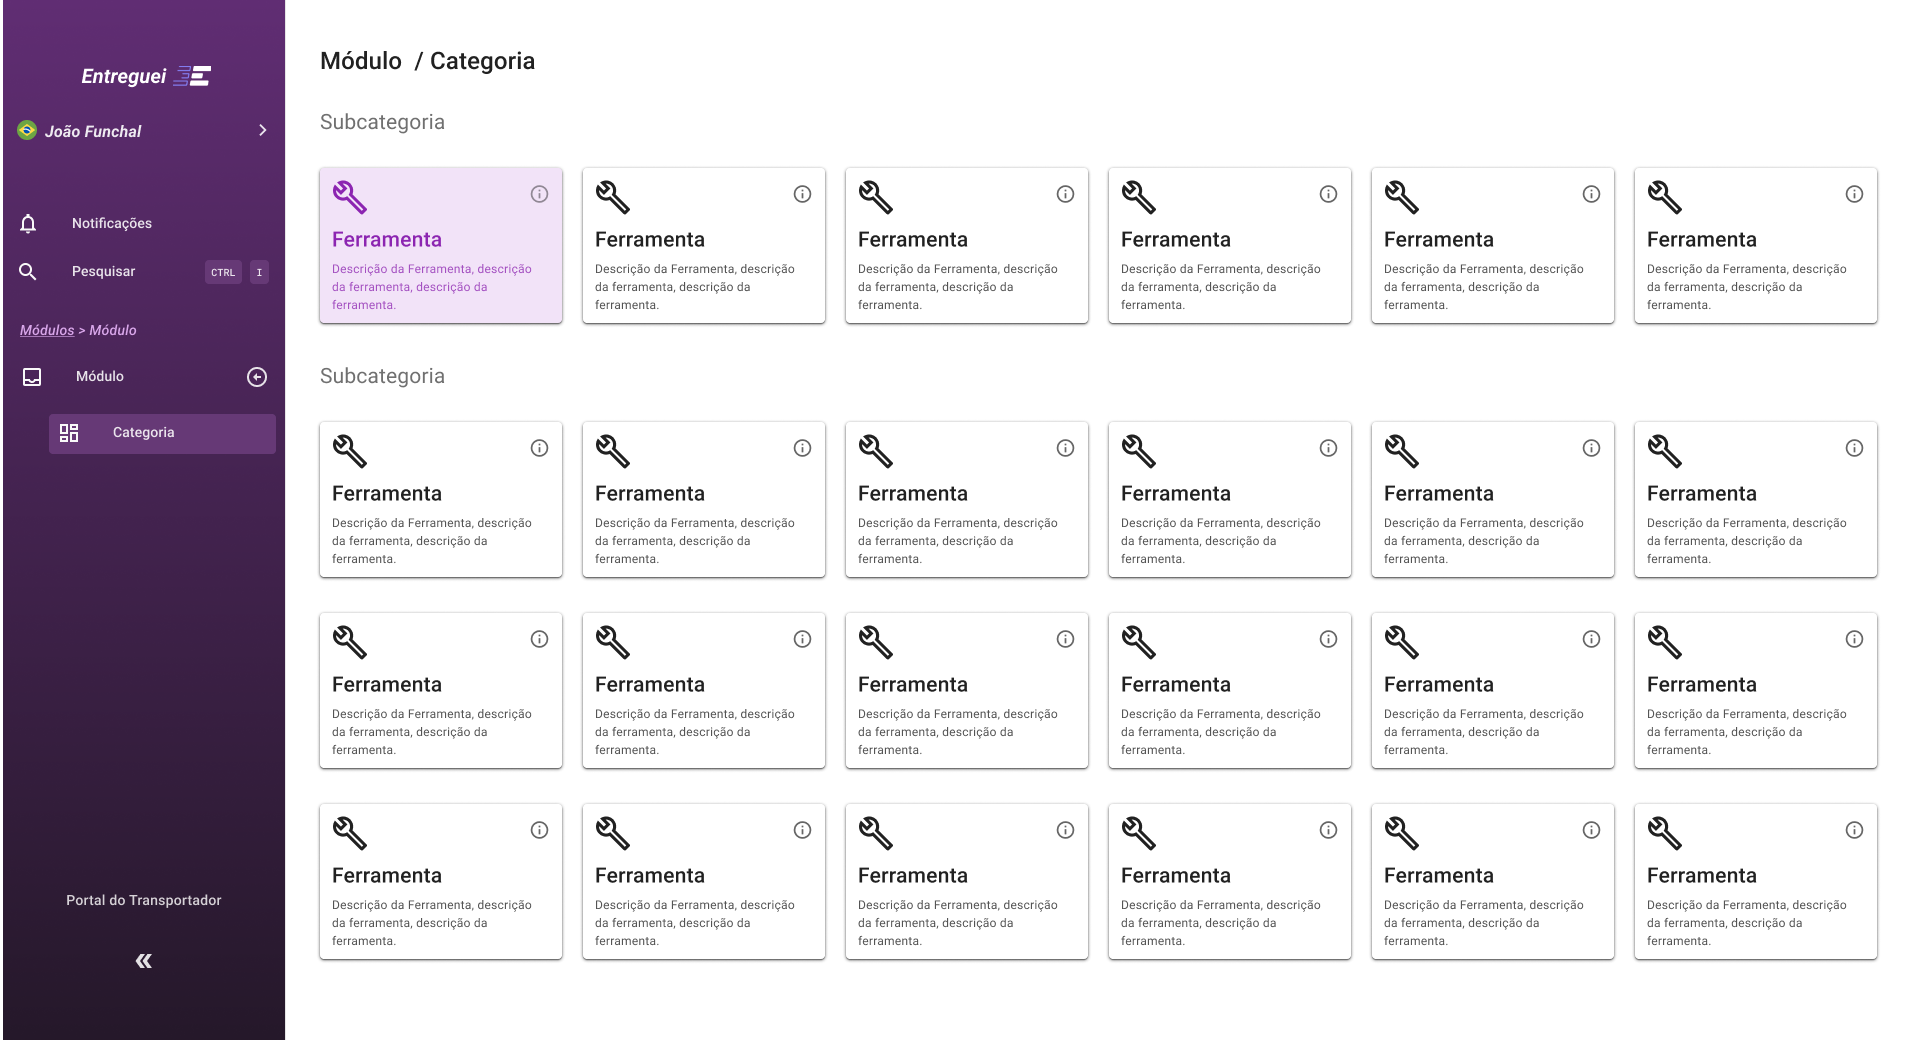 Entreguei
João Funchal
Notificações
Pesquisar CTRL I
Módulos > Módulo
Módulo
Categoria
Portal do Transportador
Módulo / Categoria
Subcategoria
Ferramenta
Descrição da Ferramenta, descrição
da ferramenta, descrição da
ferramenta.
Ferramenta
Descrição da Ferramenta, descrição
da ferramenta, descrição da
ferramenta.
Ferramenta
Descrição da Ferramenta, descrição
da ferramenta, descrição da
ferramenta.
Ferramenta
Descrição da Ferramenta, descrição
da ferramenta, descrição da
ferramenta.
Ferramenta
Descrição da Ferramenta, descrição
da ferramenta, descrição da
ferramenta.
Ferramenta
Descrição da Ferramenta, descrição
da ferramenta, descrição da
ferramenta.
Subcategoria
Ferramenta
Descrição da Ferramenta, descrição
da ferramenta, descrição da
ferramenta.
Ferramenta
Descrição da Ferramenta, descrição
da ferramenta, descrição da
ferramenta.
Ferramenta
Descrição da Ferramenta, descrição
da ferramenta, descrição da
ferramenta.
Ferramenta
Descrição da Ferramenta, descrição
da ferramenta, descrição da
ferramenta.
Ferramenta
Descrição da Ferramenta, descrição
da ferramenta, descrição da
ferramenta.
Ferramenta
Descrição da Ferramenta, descrição
da ferramenta, descrição da
ferramenta.
Ferramenta
Descrição da Ferramenta, descrição
da ferramenta, descrição da
ferramenta.
Ferramenta
Descrição da Ferramenta, descrição
da ferramenta, descrição da
ferramenta.
Ferramenta
Descrição da Ferramenta, descrição
da ferramenta, descrição da
ferramenta.
Ferramenta
Descrição da Ferramenta, descrição
da ferramenta, descrição da
ferramenta.
Ferramenta
Descrição da Ferramenta, descrição
da ferramenta, descrição da
ferramenta.
Ferramenta
Descrição da Ferramenta, descrição
da ferramenta, descrição da
ferramenta.
Ferramenta
Descrição da Ferramenta, descrição
da ferramenta, descrição da
ferramenta.
Ferramenta
Descrição da Ferramenta, descrição
da ferramenta, descrição da
ferramenta.
Ferramenta
Descrição da Ferramenta, descrição
da ferramenta, descrição da
ferramenta.
Ferramenta
Descrição da Ferramenta, descrição
da ferramenta, descrição da
ferramenta.
Ferramenta
Descrição da Ferramenta, descrição
da ferramenta, descrição da
ferramenta.
Ferramenta
Descrição da Ferramenta, descrição
da ferramenta, descrição da
ferramenta.